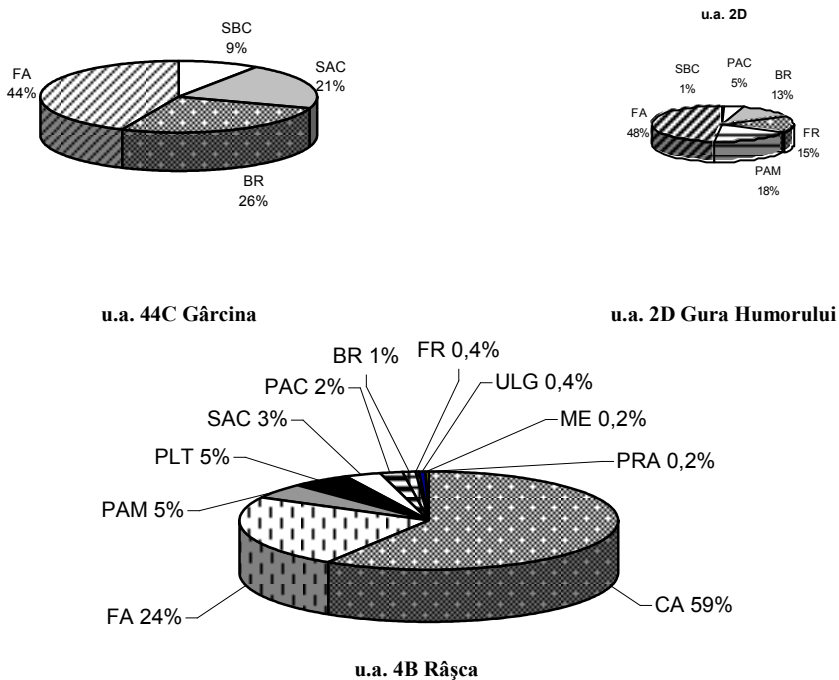 SBC
9%
SAC
21%
BR
26%
FA
44%
u.a. 44C Gârcina
u.a. 2D
SBC
1%
PAC
5%
BR
13%
FR
15%
PAM
18%
FA
48%
u.a. 2D Gura Humorului
BR 1%
FR 0,4%
PAC 2%
ULG 0,4%
SAC 3%
ME 0,2%
PLT 5%
PRA 0,2%
PAM 5%
FA 24%
CA 59%
u.a. 4B Râşca